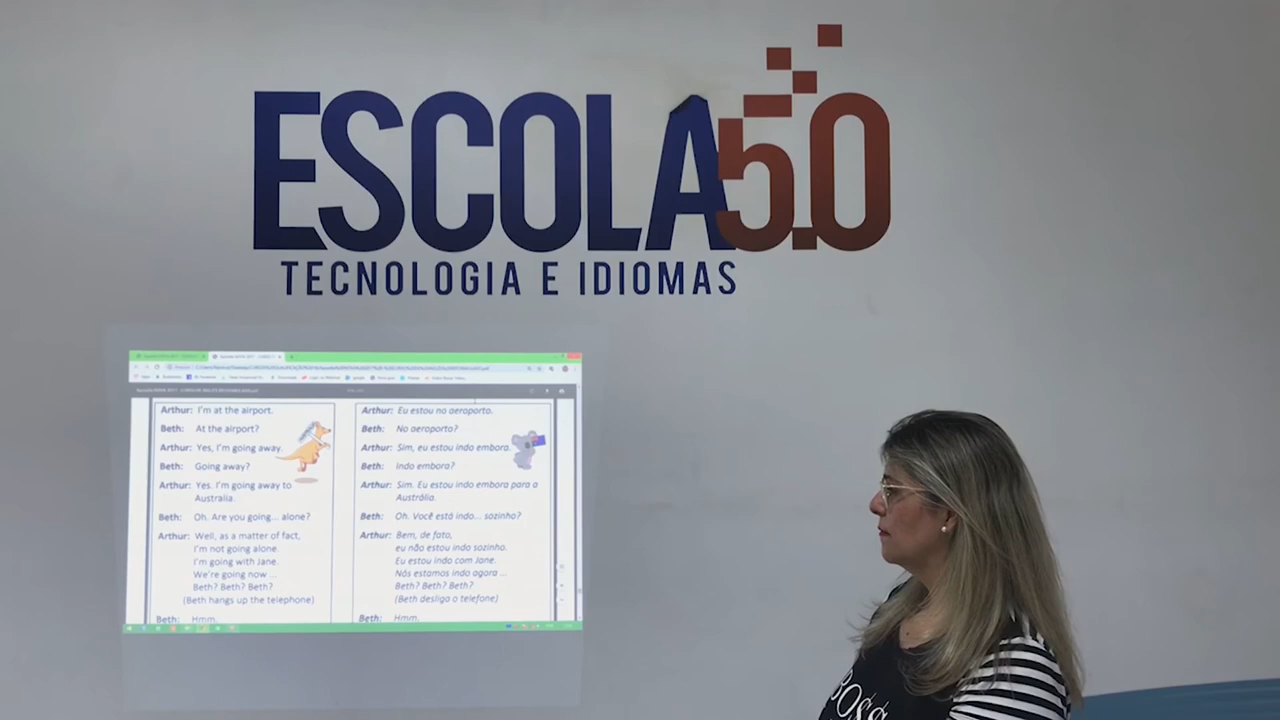 ESCOLA 5.0
TECNOLOGIA E IDIOMAS
Arthur: I'm at the airport.
Beth: At the airport?
Arthur: Yes, I'm going away.
Beth: Going away?
Arthur: Yes. I'm going away to
Australia.
Beth: Oh. Are you going... alone?
Arthur: Well, as a matter of fact,
I'm not going alone.
I'm going with Jane.
We're going now ...
Beth? Beth? Beth?
(Beth hangs up the telephone)
Beth: Hmm.
Arthur: Eu estou no aeroporto.
Beth: No aeroporto?
Arthur: Sim, eu estou indo embora.
Beth: Indo embora?
Arthur: Sim. Eu estou indo embora para a
Austrália.
Beth: Oh. Você está indo... sozinho?
Arthur: Bem, de fato,
eu não estou indo sozinho.
Eu estou indo com Jane.
Nós estamos indo agora ...
Beth? Beth? Beth?
(Beth desliga o telefone)
Beth: Hmm.
BOSS